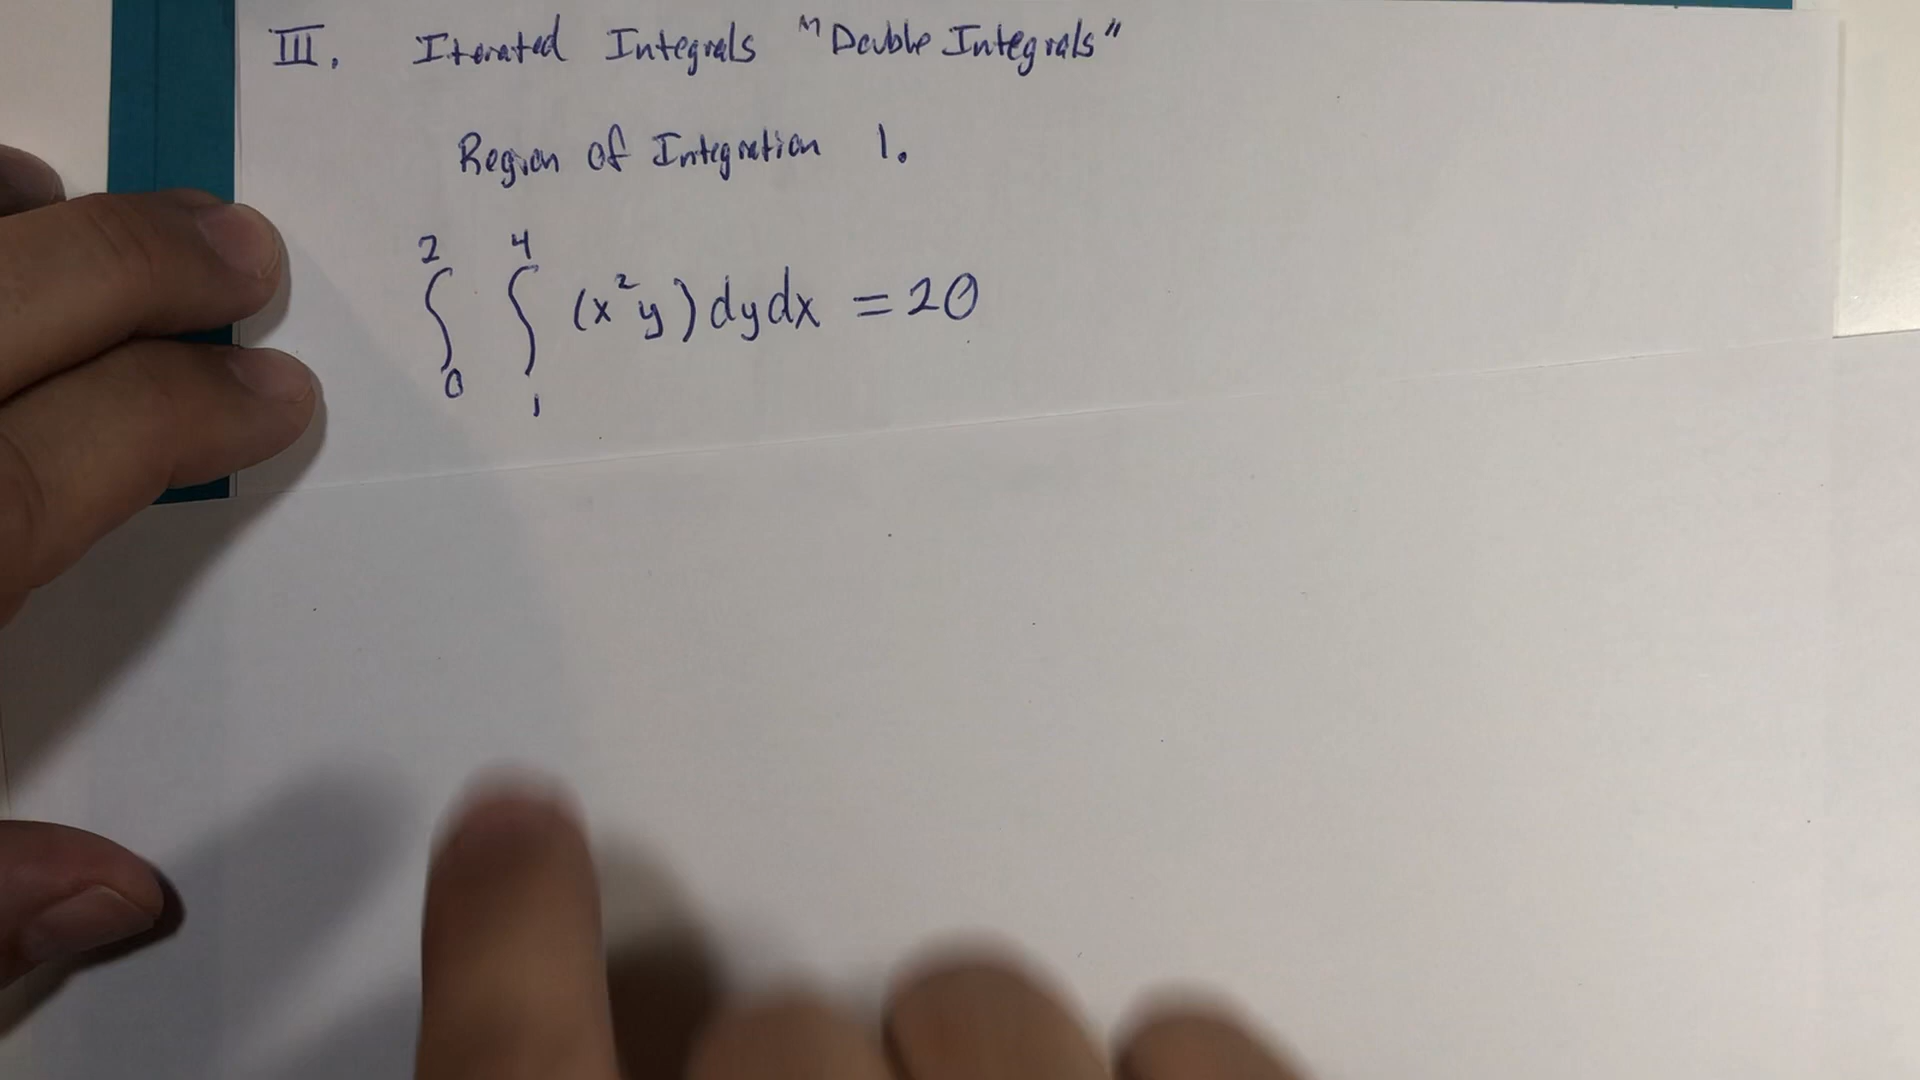 III. Iterated Integrals "Double Integrals"
Region of Integration 1.
∫₀² ∫₁⁴ (x²y) dy dx = 20